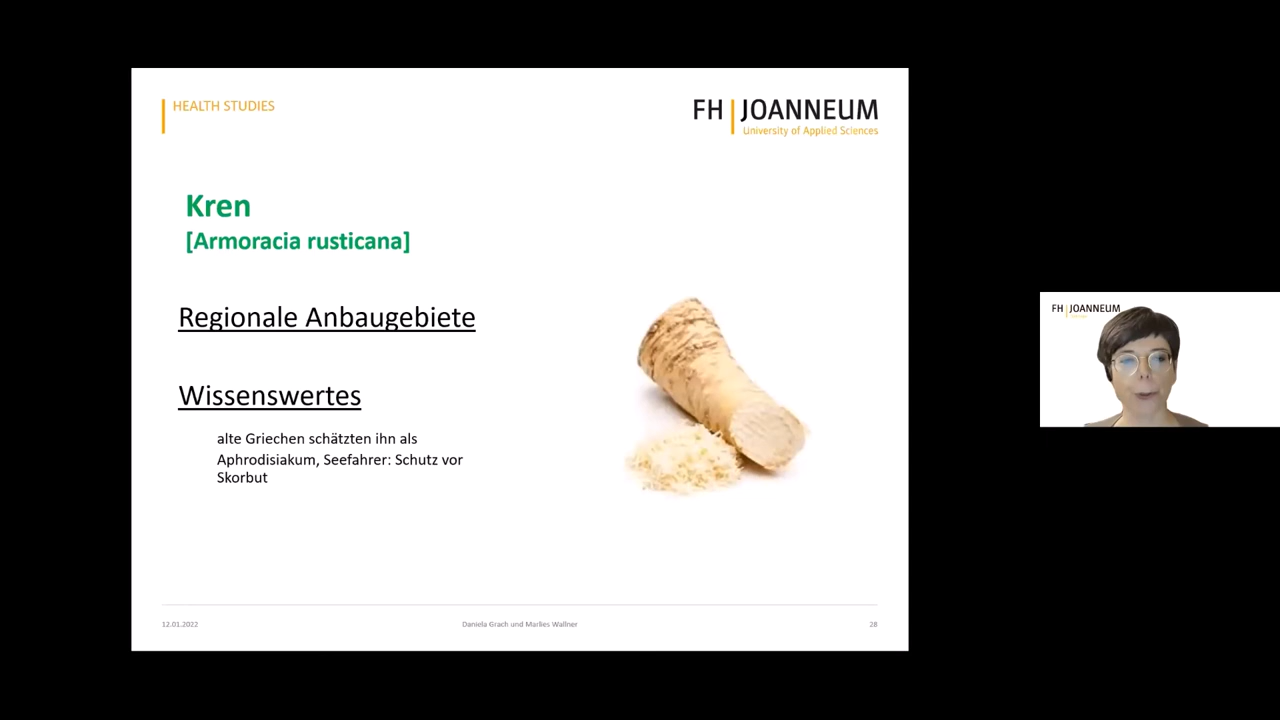 HEALTH STUDIES
FH | JOANNEUM
University of Applied Sciences
Kren
[Armoracia rusticana]
Regionale Anbaugebiete
Wissenswertes
alte Griechen schätzten ihn als
Aphrodisiakum, Seefahrer: Schutz vor
Skorbut
12.01.2022
Daniela Grach und Marlies Wallner
28
FH | JOANNEUM